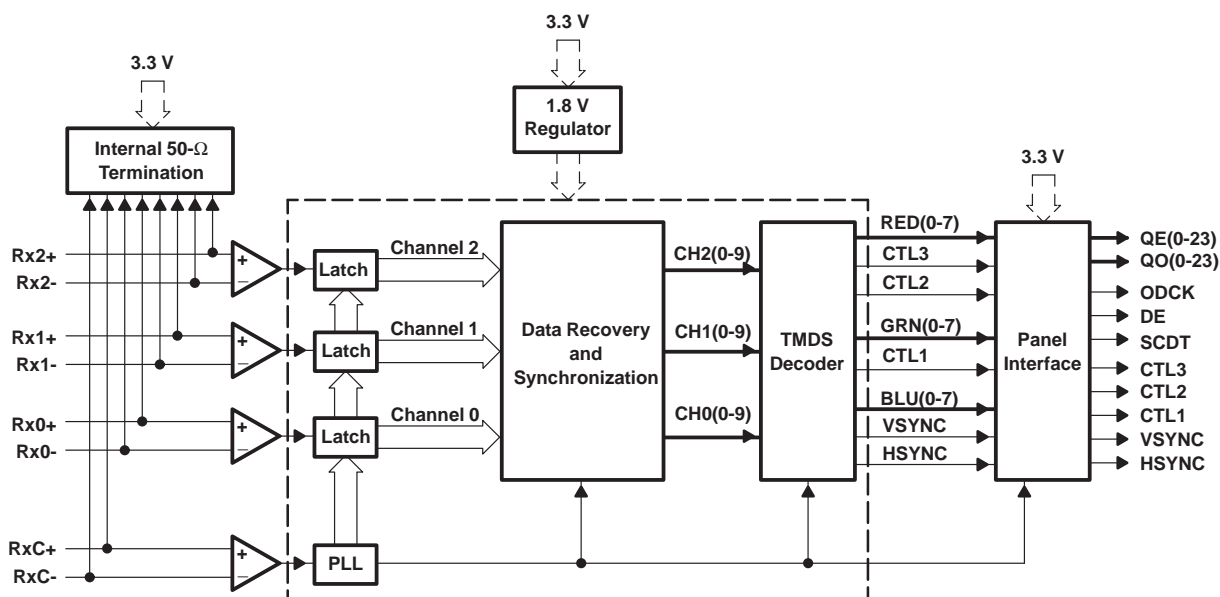 3.3 V
3.3 V
1.8 V
Regulator
Internal 50-Ω
Termination
3.3 V
Rx2+
Rx2-
Rx1+
Rx1-
Rx0+
Rx0-
RxC+
RxC-
+
−
+
−
+
−
+
−
Latch
Latch
Latch
PLL
Channel 2
Channel 1
Channel 0
Data Recovery
and
Synchronization
CH2(0-9)
CH1(0-9)
CH0(0-9)
TMDS
Decoder
RED(0-7)
CTL3
CTL2
GRN(0-7)
CTL1
BLU(0-7)
VSYNC
HSYNC
Panel
Interface
QE(0-23)
QO(0-23)
ODCK
DE
SCDT
CTL3
CTL2
CTL1
VSYNC
HSYNC